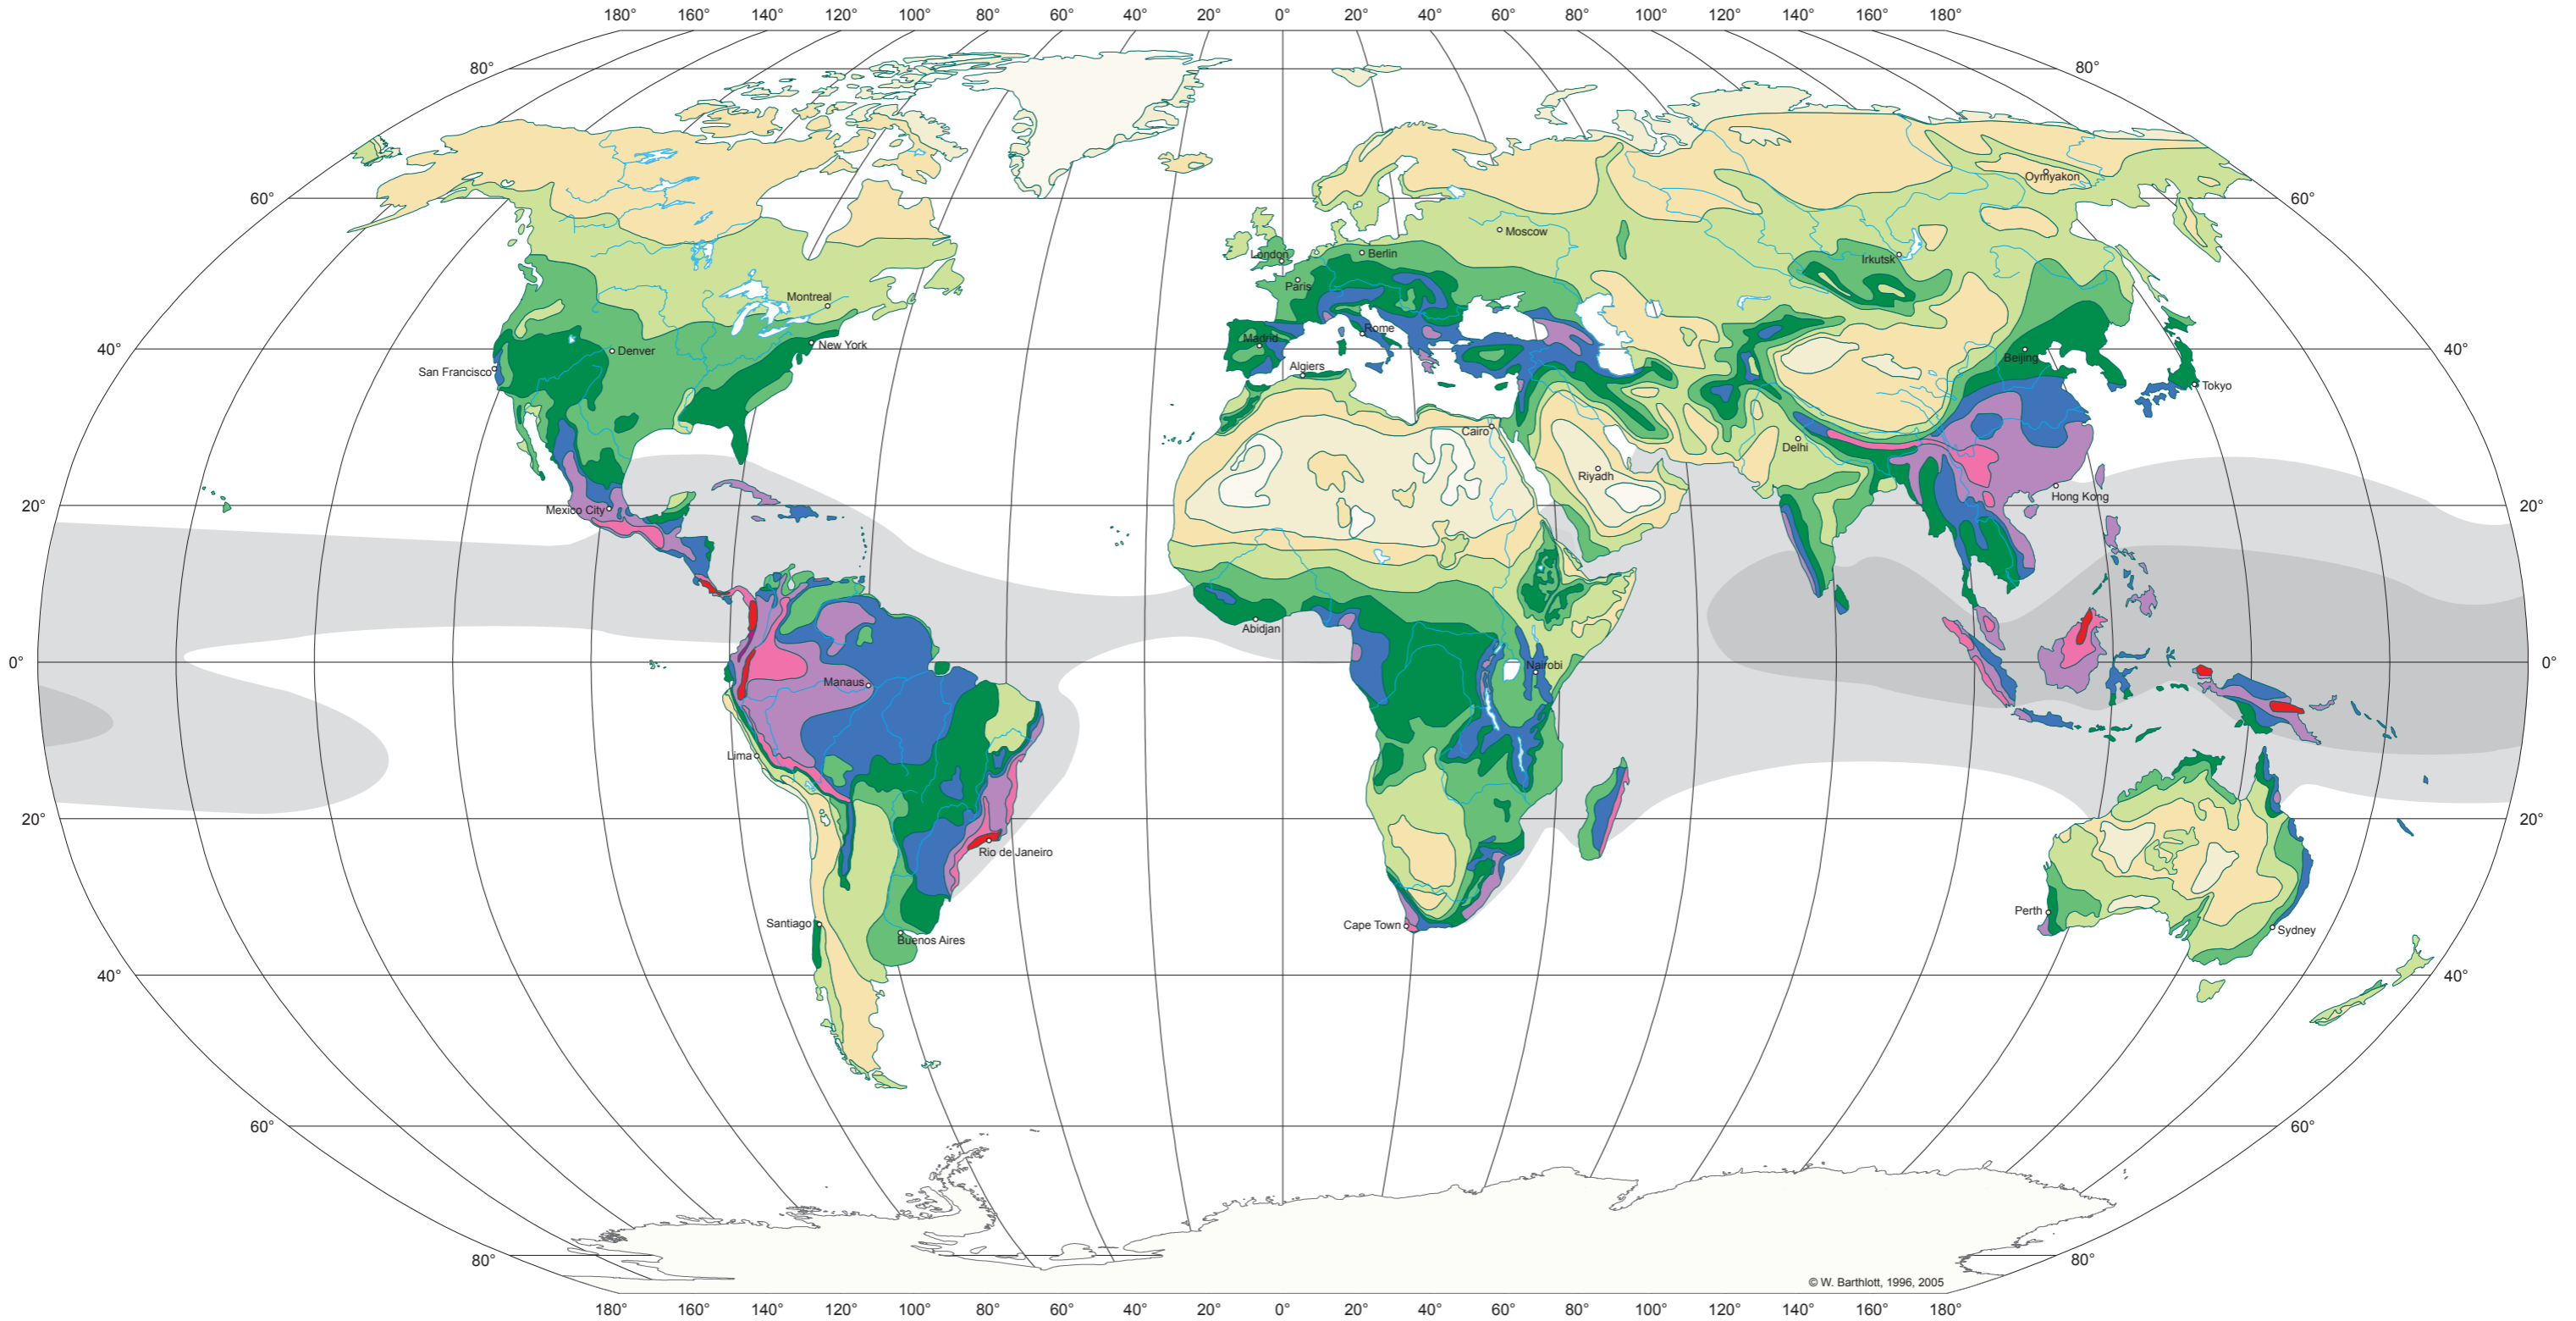 180° 160° 140° 120° 100° 80° 60° 40° 20° 0° 20° 40° 60° 80° 100° 120° 140° 160° 180°
80° 80°
60° 60°
Oymyakon
Moscow
London
Berlin
Irkutsk
Paris
Montreal
Rome
Madrid
New York
Denver
40° 40°
Beijing
Algiers
San Francisco
Tokyo
Cairo
Delhi
Riyadh
Hong Kong
20° 20°
Mexico City
Abidjan
0° 0°
Nairobi
Manaus
Lima
20° 20°
Rio de Janeiro
Perth
Santiago
Cape Town
Sydney
Buenos Aires
40° 40°
60° 60°
80° 80°
© W. Barthlott, 1996, 2005
180° 160° 140° 120° 100° 80° 60° 40° 20° 0° 20° 40° 60° 80° 100° 120° 140° 160° 180°